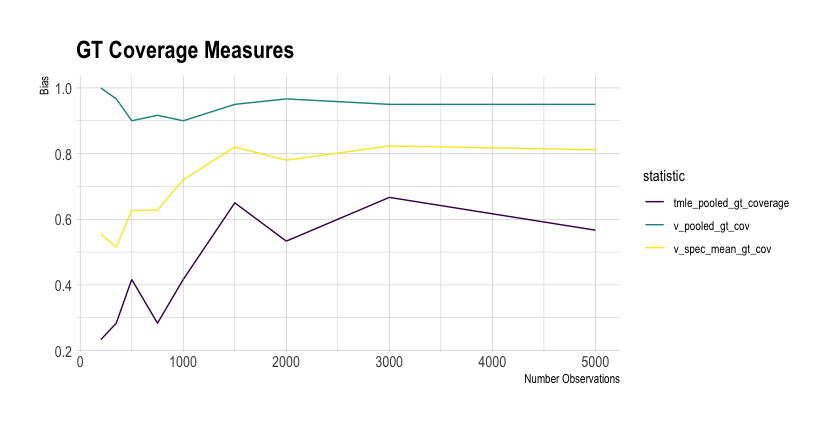 GT Coverage Measures
Bias
1.0
0.8
0.6
0.4
0.2
0 1000 2000 3000 4000 5000
Number Observations
statistic
tmle_pooled_gt_coverage
v_pooled_gt_cov
v_spec_mean_gt_cov